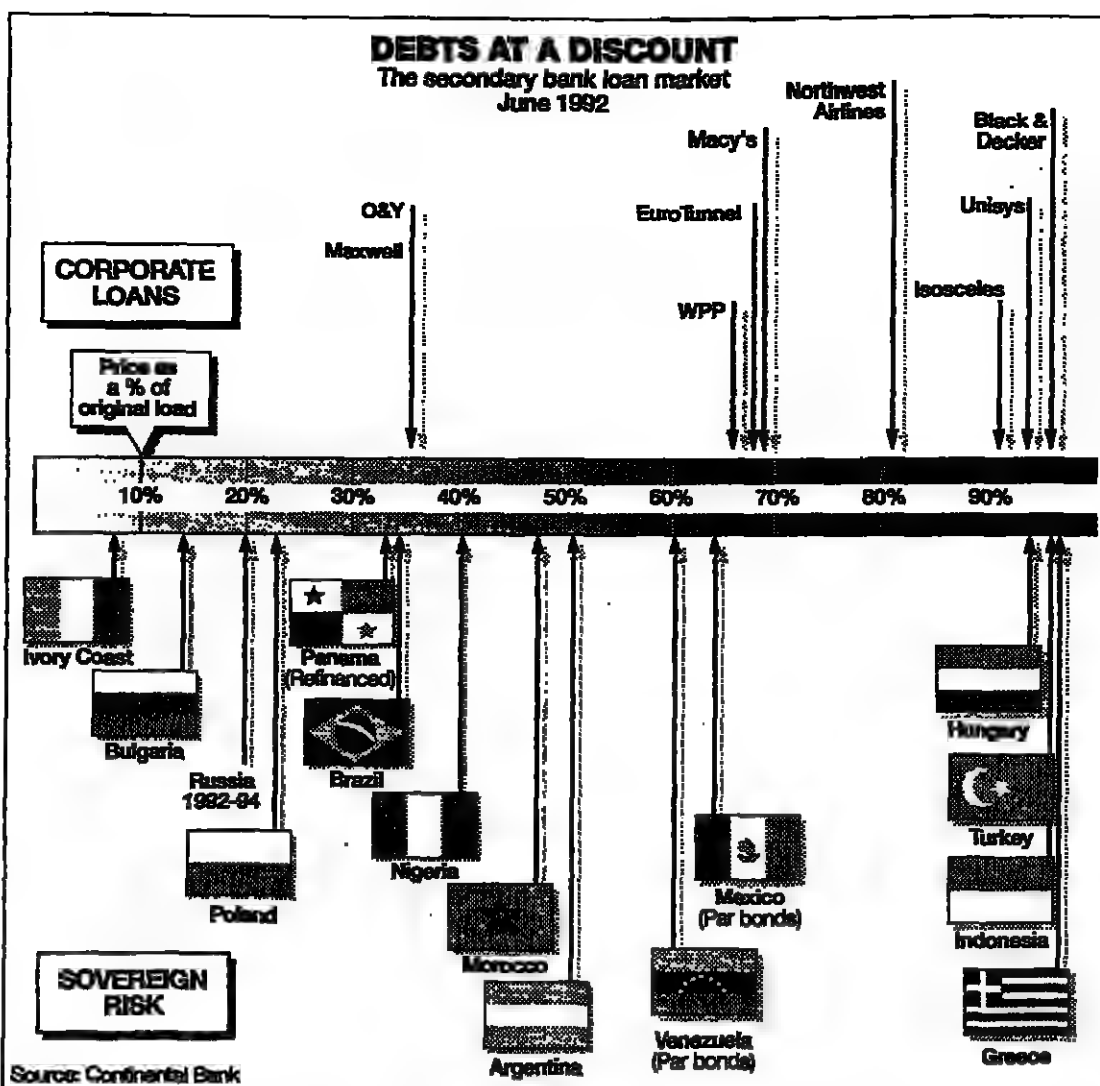 DEBTS AT A DISCOUNT
The secondary bank loan market
June 1992
Northwest
Airlines
Black &
Decker
Macy's
O&Y
EuroTunnel
Unisys
Maxwell
CORPORATE
LOANS
WPP
Isosceles
Price as
a % of
original load
10% 20% 30% 40% 50% 60% 70% 80% 90%
Ivory Coast
Panama
(Refinanced)
Bulgaria
Hungary
Russia
1992-94
Brazil
Turkey
Nigeria
Mexico
(Par bonds)
Poland
Indonesia
Morocco
SOVEREIGN
RISK
Venezuela
(Par bonds)
Argentina
Greece
Source: Continental Bank